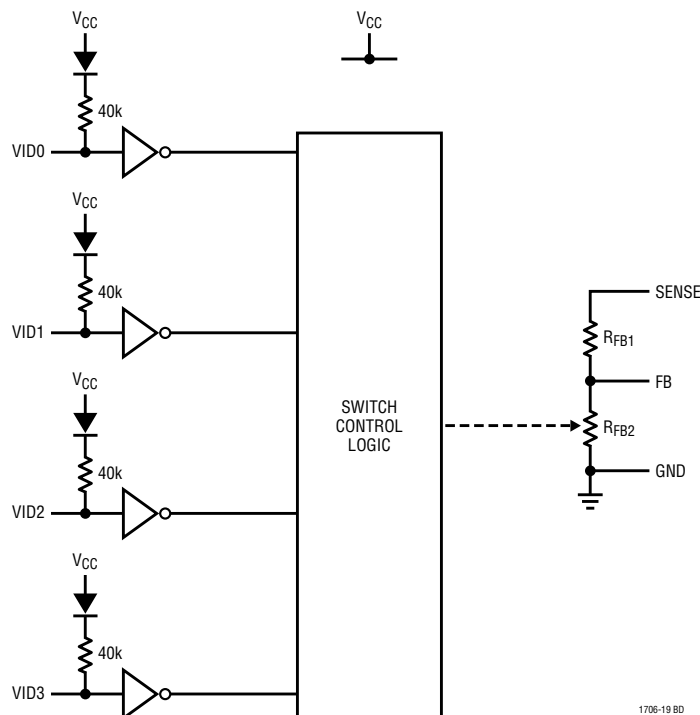 VCC
VCC
40k
VID0
VCC
40k
VID1
SENSE
RFB1
FB
VCC
SWITCH
CONTROL
LOGIC
RFB2
40k
GND
VID2
VCC
40k
VID3
1706-19 BD